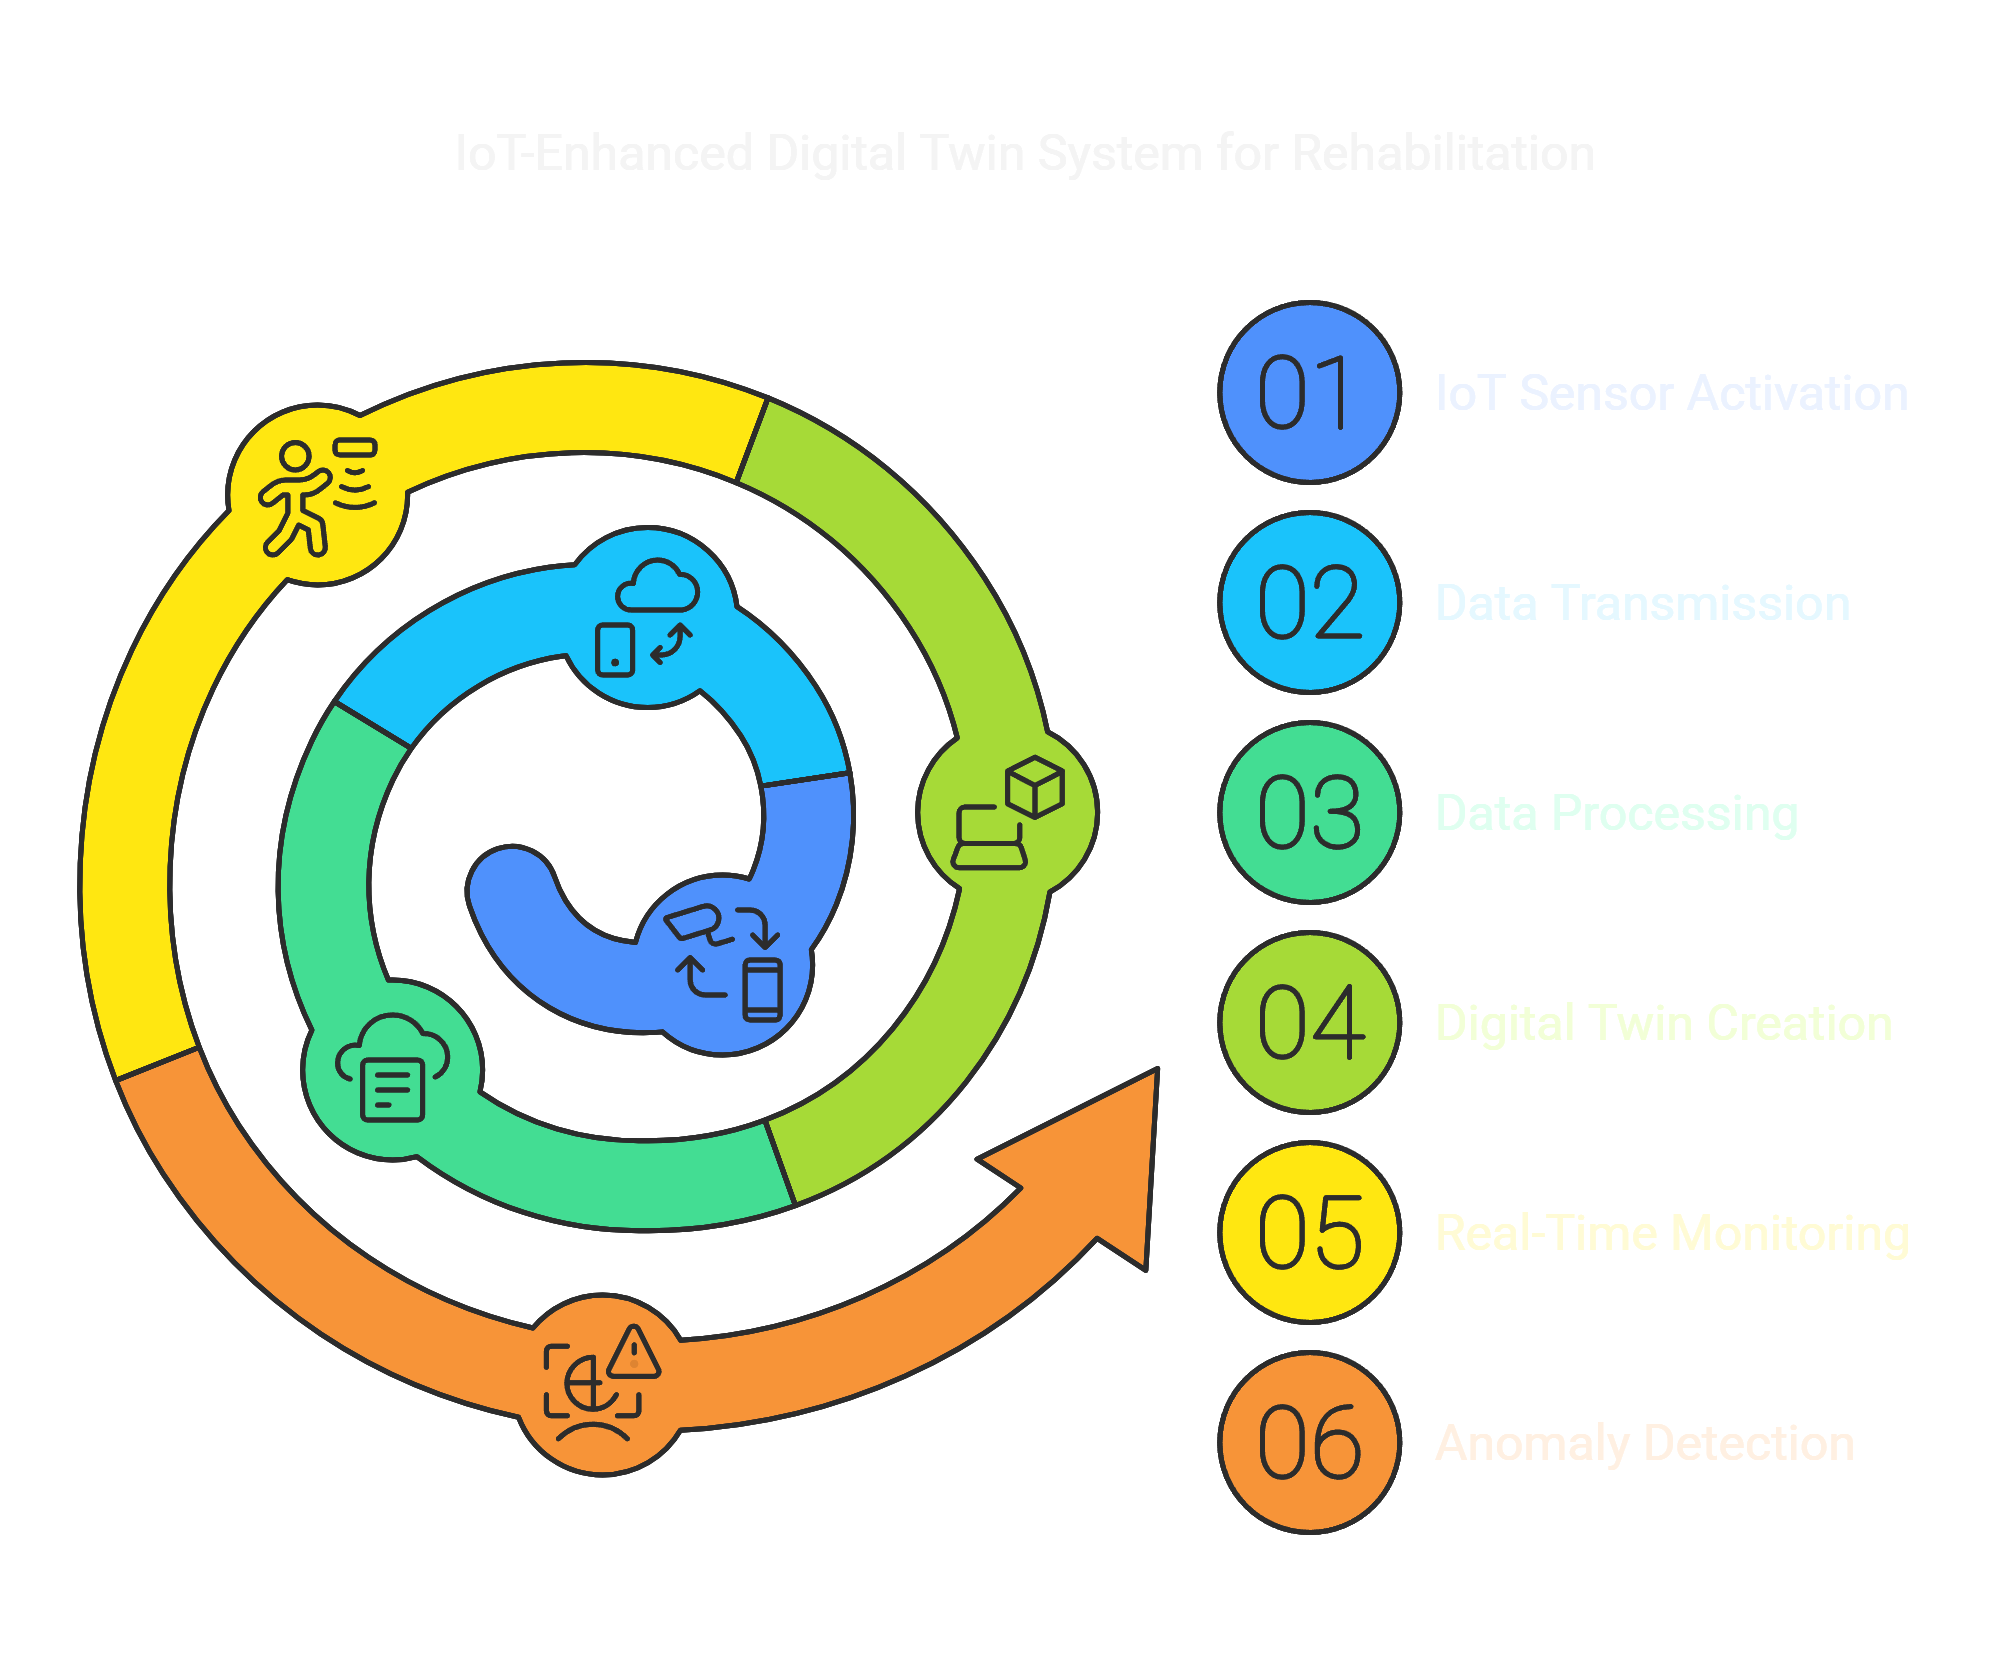 IoT-Enhanced Digital Twin System for Rehabilitation
01 IoT Sensor Activation
02 Data Transmission
03 Data Processing
04 Digital Twin Creation
05 Real-Time Monitoring
06 Anomaly Detection